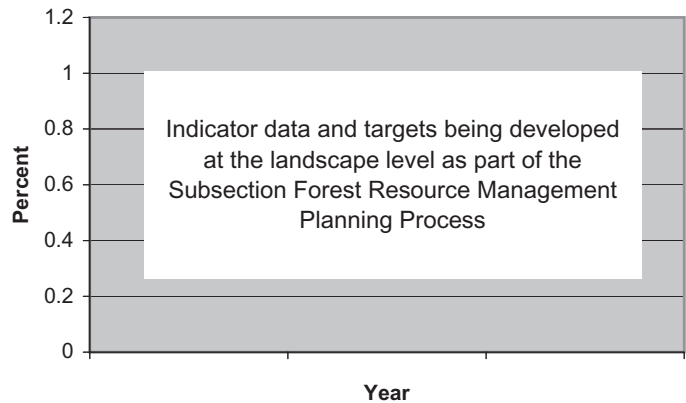 1.2
1
0.8
0.6
0.4
0.2
0
Percent
Indicator data and targets being developed
at the landscape level as part of the
Subsection Forest Resource Management
Planning Process
Year